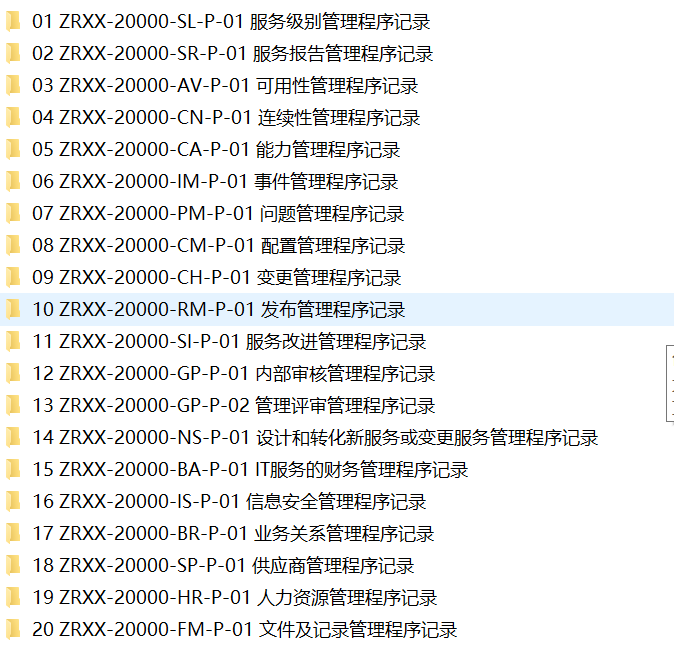 01 ZRXX-20000-SL-P-01 服务级别管理程序记录
02 ZRXX-20000-SR-P-01 服务报告管理程序记录
03 ZRXX-20000-AV-P-01 可用性管理程序记录
04 ZRXX-20000-CN-P-01 连续性管理程序记录
05 ZRXX-20000-CA-P-01 能力管理程序记录
06 ZRXX-20000-IM-P-01 事件管理程序记录
07 ZRXX-20000-PM-P-01 问题管理程序记录
08 ZRXX-20000-CM-P-01 配置管理程序记录
09 ZRXX-20000-CH-P-01 变更管理程序记录
10 ZRXX-20000-RM-P-01 发布管理程序记录
11 ZRXX-20000-SI-P-01 服务改进管理程序记录
12 ZRXX-20000-GP-P-01 内部审核管理程序记录
13 ZRXX-20000-GP-P-02 管理评审管理程序记录
14 ZRXX-20000-NS-P-01 设计和转化新服务或变更服务管理程序记录
15 ZRXX-20000-BA-P-01 IT服务的财务管理程序记录
16 ZRXX-20000-IS-P-01 信息安全管理程序记录
17 ZRXX-20000-BR-P-01 业务关系管理程序记录
18 ZRXX-20000-SP-P-01 供应商管理程序记录
19 ZRXX-20000-HR-P-01 人力资源管理程序记录
20 ZRXX-20000-FM-P-01 文件及记录管理程序记录